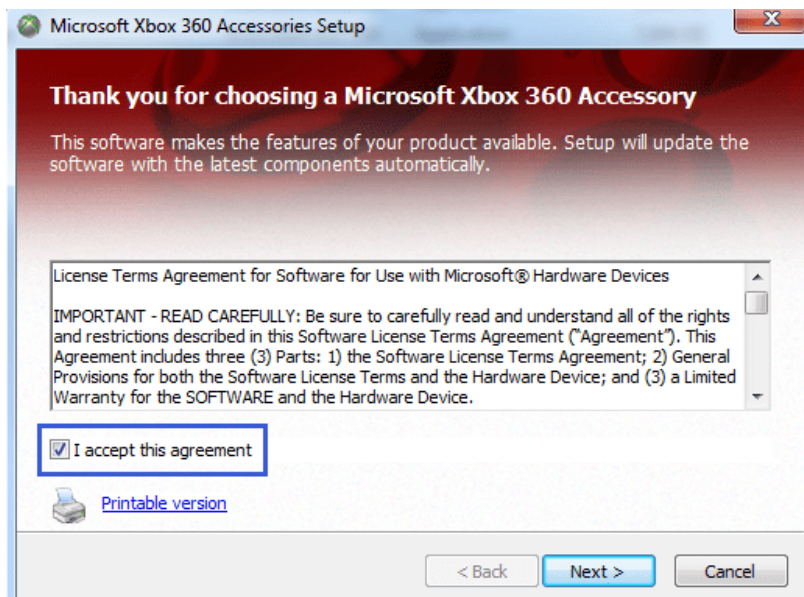 Microsoft Xbox 360 Accessories Setup
Thank you for choosing a Microsoft Xbox 360 Accessory
This software makes the features of your product available. Setup will update the
software with the latest components automatically.
License Terms Agreement for Software for Use with Microsoft® Hardware Devices
IMPORTANT - READ CAREFULLY: Be sure to carefully read and understand all of the rights
and restrictions described in this Software License Terms Agreement ("Agreement"). This
Agreement includes three (3) Parts: 1) the Software License Terms Agreement; 2) General
Provisions for both the Software License Terms and the Hardware Device; and (3) a Limited
Warranty for the SOFTWARE and the Hardware Device.
I accept this agreement
Printable version
< Back Next > Cancel